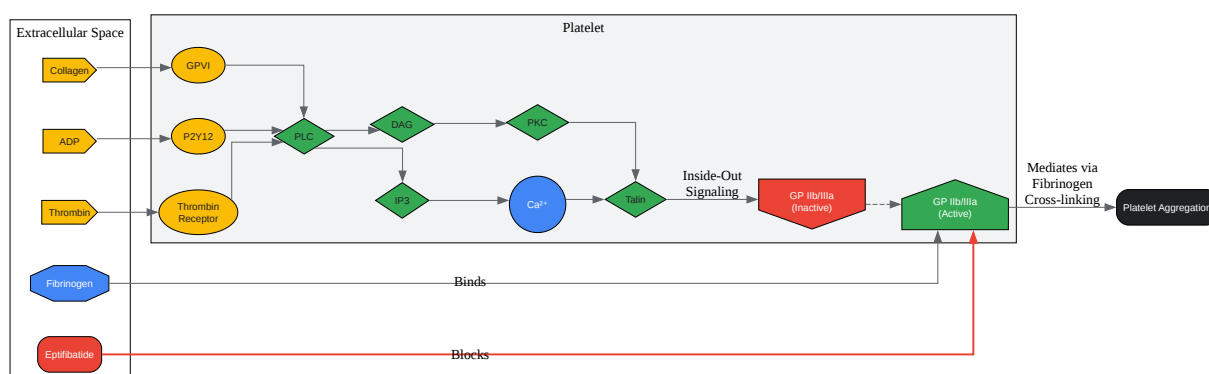 Extracellular Space
Platelet
Collagen
GPVI
ADP
P2Y12
PLC
DAG
PKC
Thrombin
Thrombin
Receptor
IP3
Ca²⁺
Talin
Inside-Out
Signaling
GP IIb/IIIa
(Inactive)
GP IIb/IIIa
(Active)
Mediates via
Fibrinogen
Cross-linking
Platelet Aggregation
Fibrinogen
Binds
Eptifibatide
Blocks